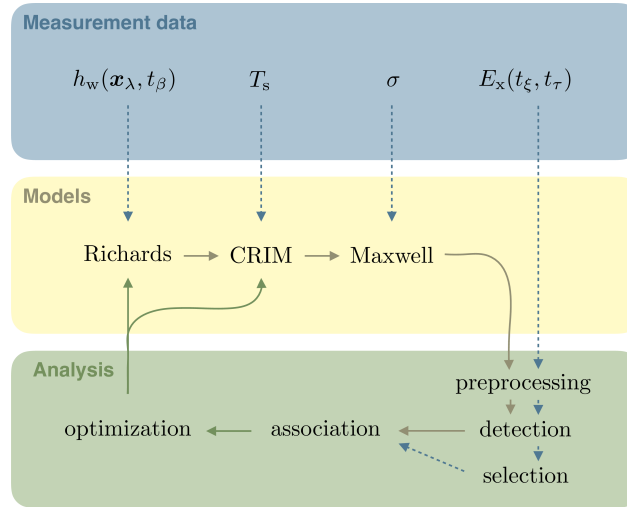 Measurement data
h_w(x_λ, t_β) T_s σ E_x(t_ξ, t_τ)
Models
Richards CRIM Maxwell
Analysis
preprocessing
optimization association detection
selection